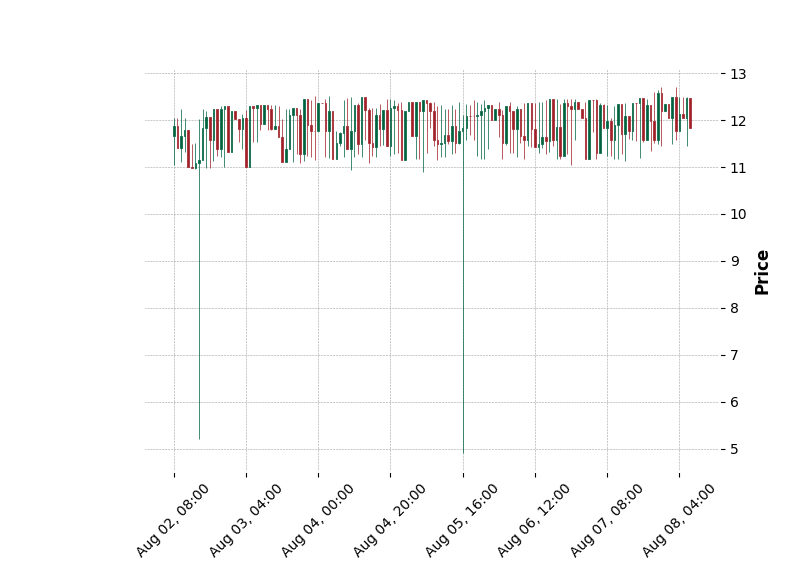 13
12
11
10
9
8
7
6
5
Price
Aug 02, 08:00
Aug 03, 04:00
Aug 04, 00:00
Aug 04, 20:00
Aug 05, 16:00
Aug 06, 12:00
Aug 07, 08:00
Aug 08, 04:00